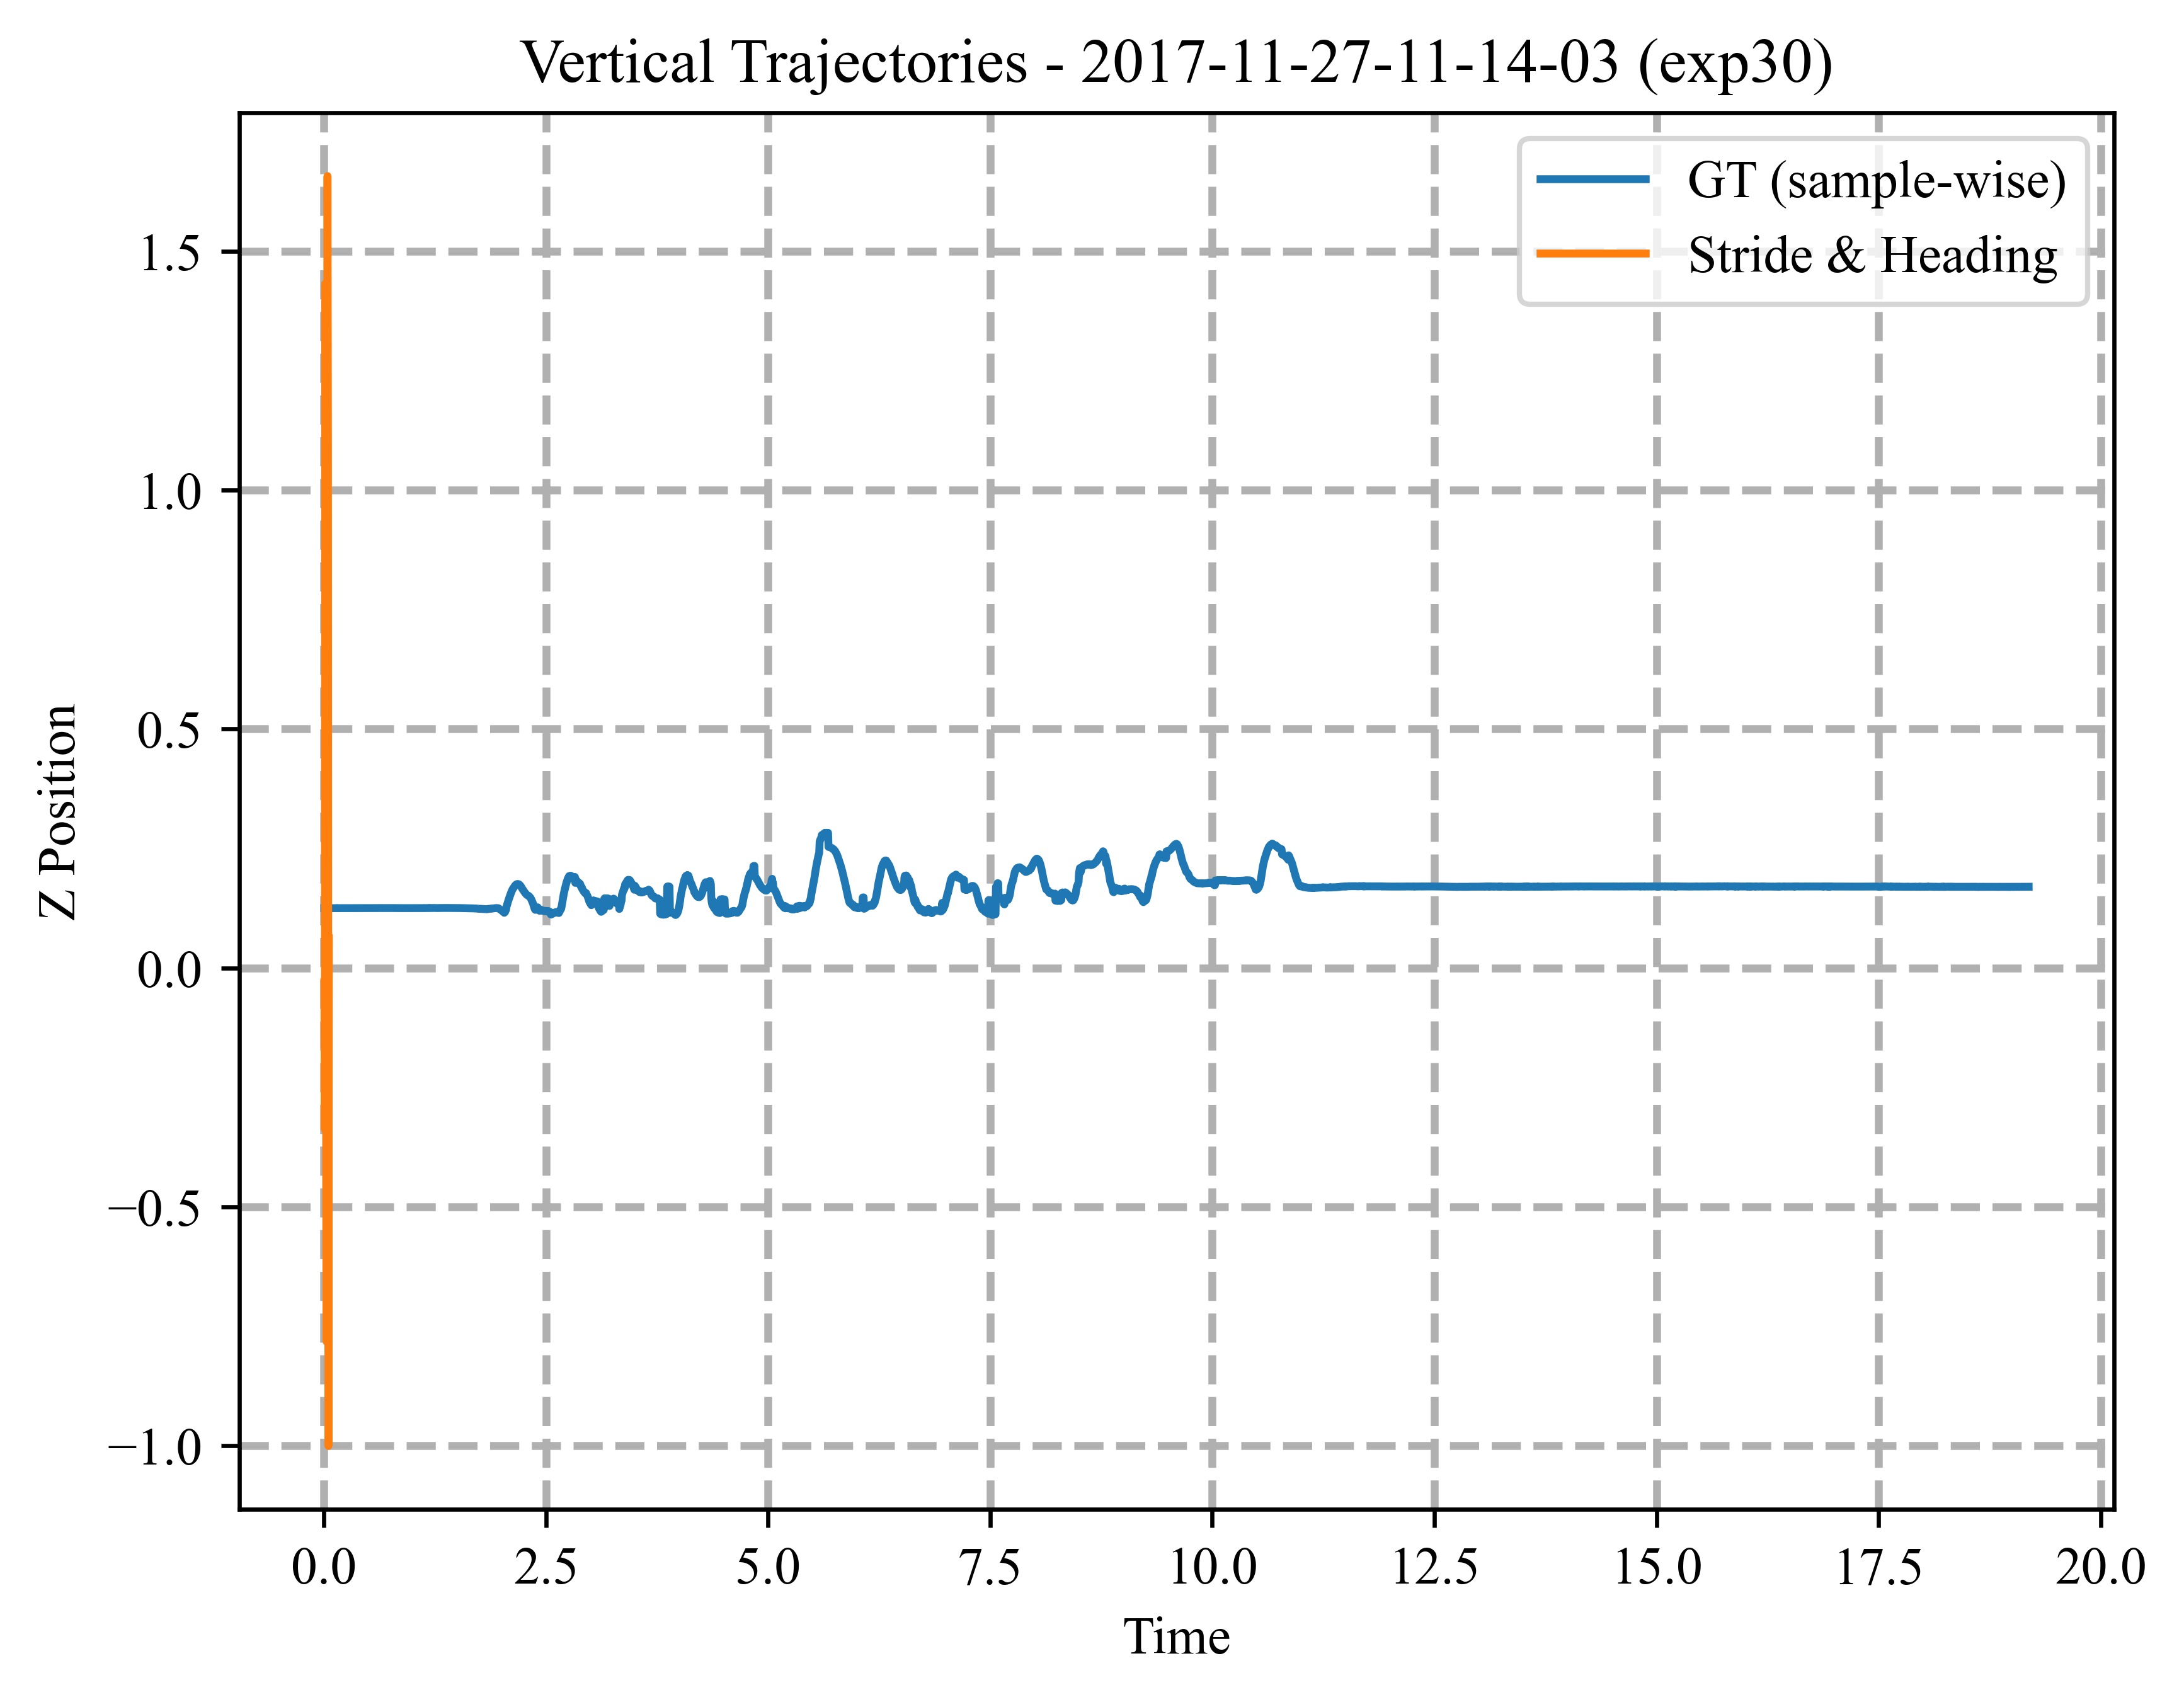 Vertical Trajectories - 2017-11-27-11-14-03 (exp30)
GT (sample-wise)
Stride & Heading
1.5
1.0
0.5
0.0
−0.5
−1.0
Z Position
0.0 2.5 5.0 7.5 10.0 12.5 15.0 17.5 20.0
Time